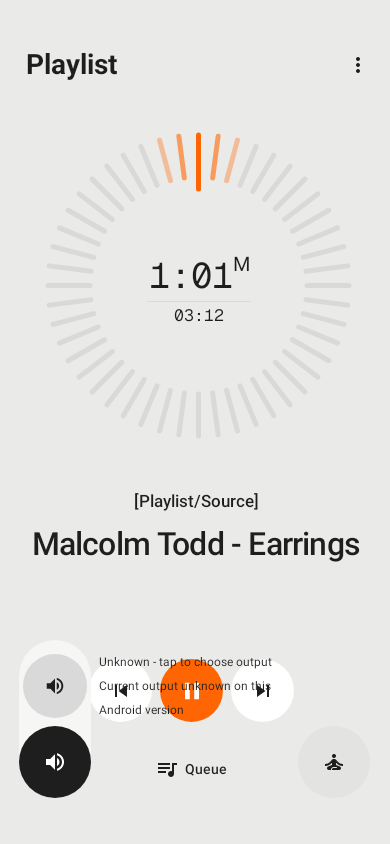 Playlist
1:01M
03:12
[Playlist/Source]
Malcolm Todd - Earrings
Unknown - tap to choose output
Current output unknown on this
Android version
Queue